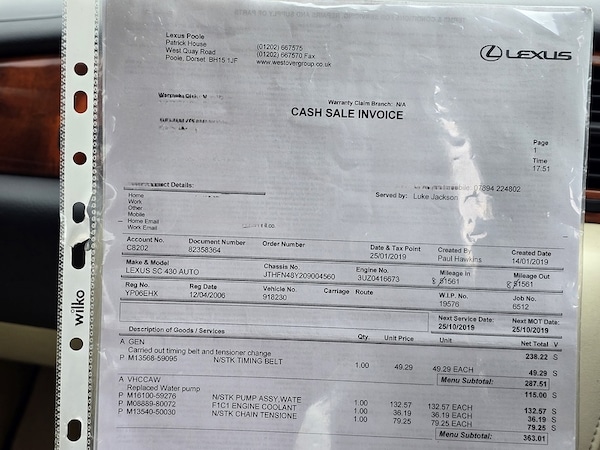 Lexus Poole
Patrick House
West Quay Road
Poole, Dorset BH15 1JF
(01202) 667575
(01202) 667570 Fax
www.westovergroup.co.uk
LEXUS
Warranty Claim Branch: N/A
CASH SALE INVOICE
Page
1
Time
17:51
Details:
07894 224802
Served by: Luke Jackson
Home
Work
Other
Mobile
Home Email
Work Email
Account No. Document Number Order Number Date & Tax Point Created By Created Date
C8202 82358364 25/01/2019 Paul Hawkins 14/01/2019
Make & Model Chassis No. Engine No. Mileage In Mileage Out
LEXUS SC 430 AUTO JTHFN48Y209004560 3UZ0416673 81561 81561
Reg No. Reg Date Vehicle No. Carriage Route W.I.P. No. Job No.
YP06EHX 12/04/2006 918230 19576 6512
Next Service Date: Next MOT Date:
25/10/2019 25/10/2019
Description of Goods / Services Qty. Unit Price Unit Net Total V
A GEN 238.22 S
Carried out timing belt and tensioner change
P M13568-59095 N/STK TIMING BELT 1.00 49.29 49.29 EACH 49.29 S
Menu Subtotal: 287.51
A VHCCAW 115.00 S
Replaced Water pump
P M16100-59276 N/STK PUMP ASSY,WATE 1.00 132.57 132.57 EACH 132.57 S
P M08889-80072 F1C1 ENGINE COOLANT 1.00 36.19 36.19 EACH 36.19 S
P M13540-50030 N/STK CHAIN TENSIONE 1.00 79.25 79.25 EACH 79.25 S
Menu Subtotal: 363.01
wilko